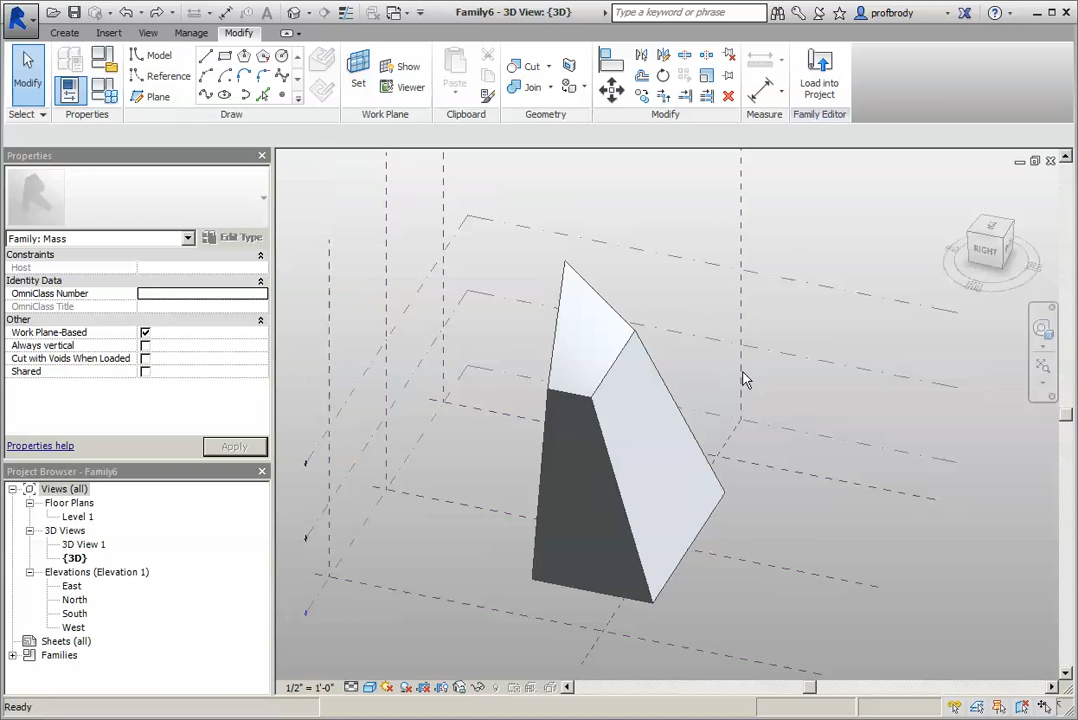 Family6 - 3D View: {3D}
Type a keyword or phrase
profbrody
Create Insert View Manage Modify
Modify
Select
Properties
Model
Reference
Plane
Draw
Set
Show
Viewer
Work Plane
Paste
Clipboard
Cut
Join
Geometry
Modify
Measure
Load into
Project
Family Editor
Properties
Family: Mass
Edit Type
Constraints
Host
Identity Data
OmniClass Number
OmniClass Title
Other
Work Plane-Based
Always vertical
Cut with Voids When Loaded
Shared
Properties help
Apply
Project Browser - Family6
Views (all)
Floor Plans
Level 1
3D Views
3D View 1
{3D}
Elevations (Elevation 1)
East
North
South
West
Sheets (all)
Families
RIGHT
1/2" = 1'-0"
Ready